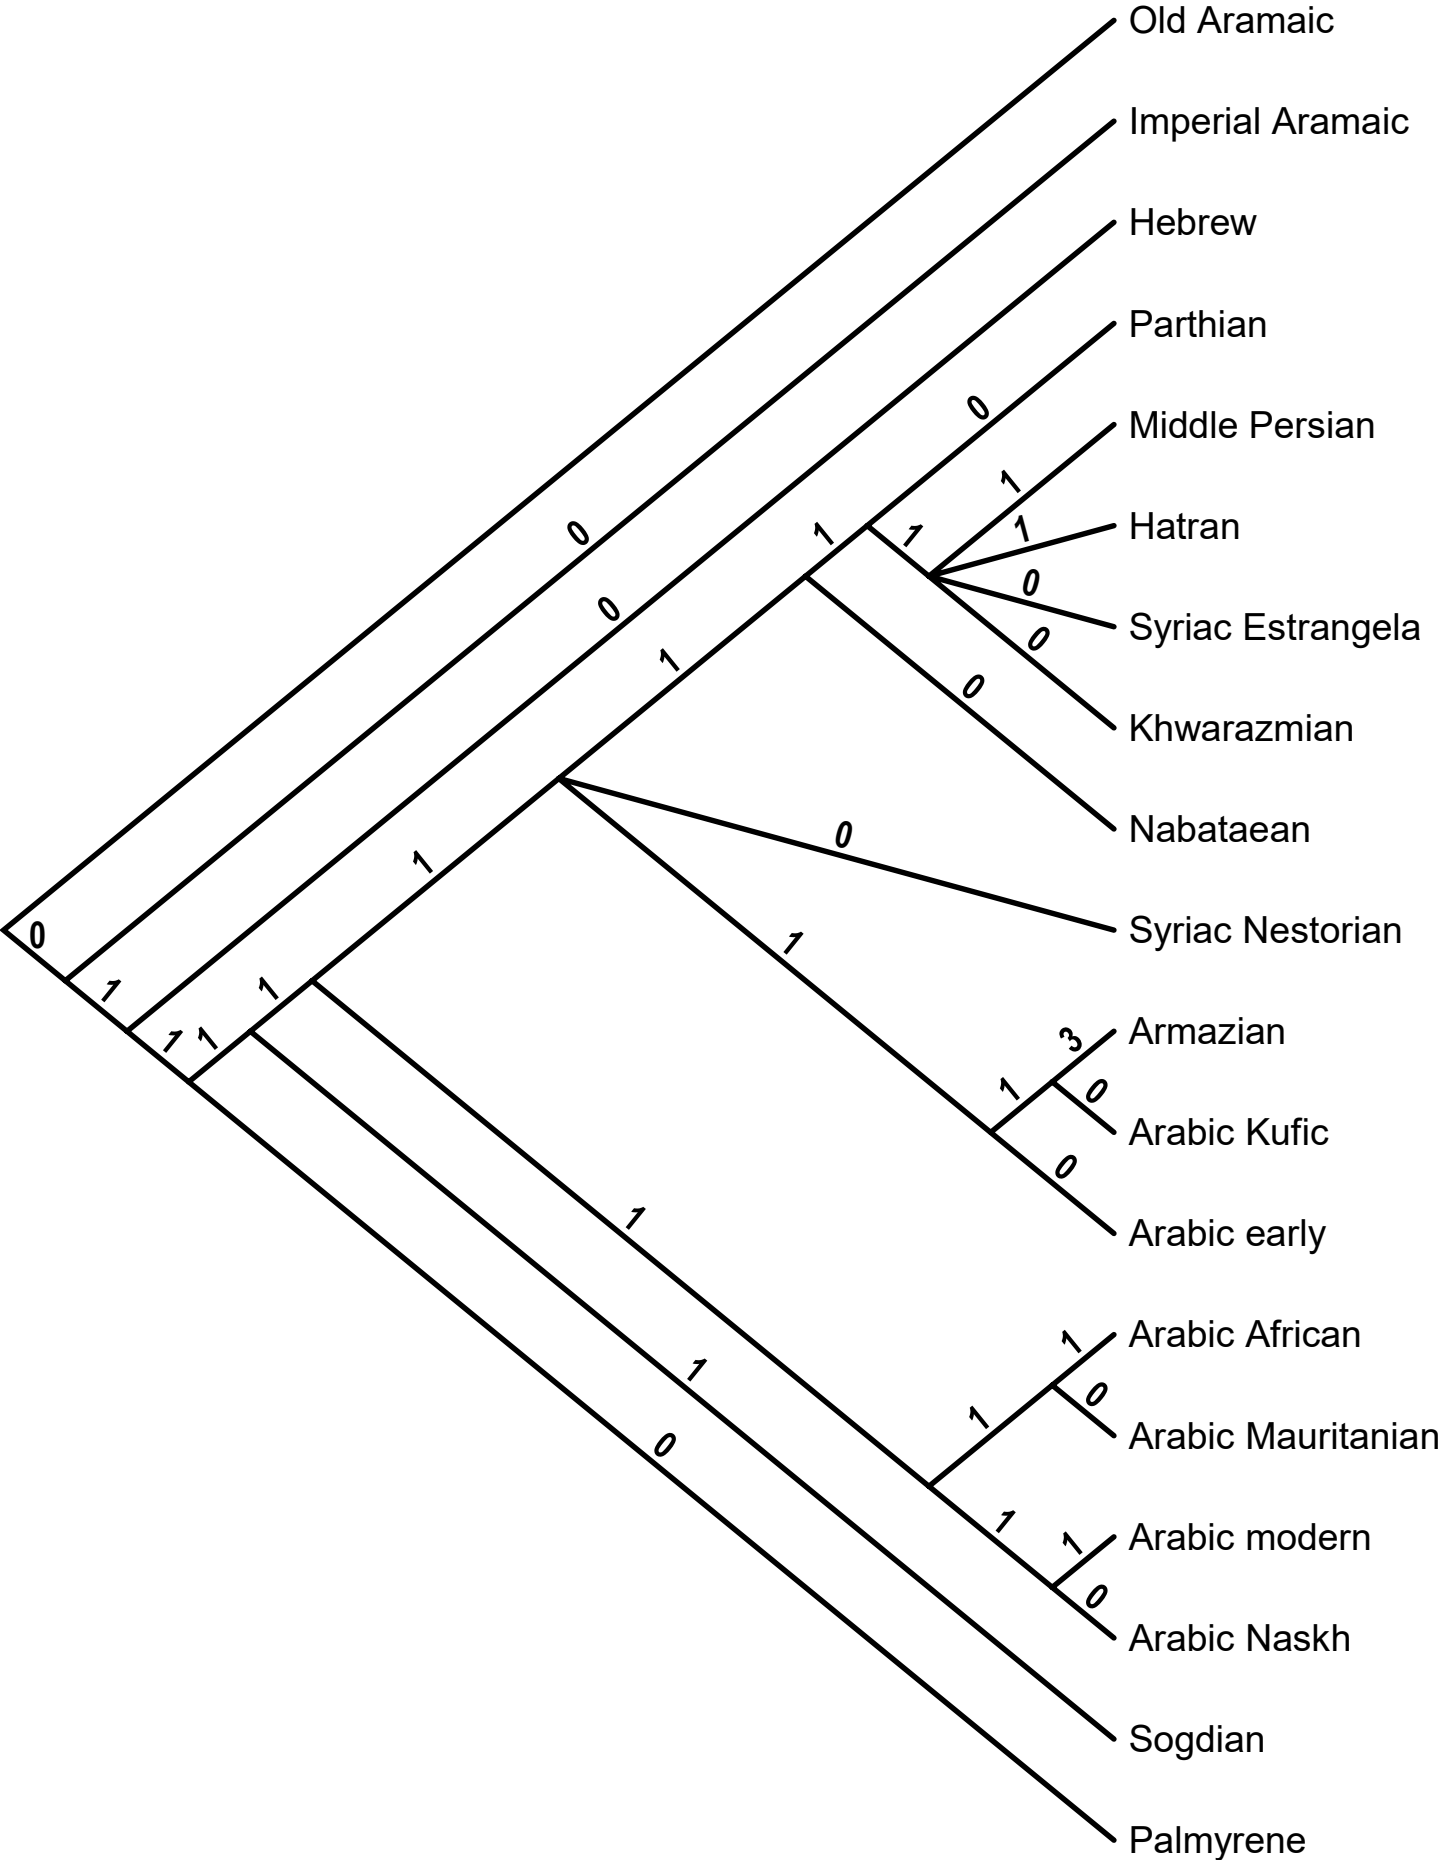 Old Aramaic
Imperial Aramaic
Hebrew
Parthian
0
Middle Persian
1
Hatran
1
0
1
1
Syriac Estrangela
0
0
0
Khwarazmian
1
0
Nabataean
0
1
Syriac Nestorian
0
1
0
1
1
Armazian
3
1
1
1
0
Arabic Kufic
0
Arabic early
1
Arabic African
1
1
0
Arabic Mauritanian
1
0
Arabic modern
1
1
0
Arabic Naskh
Sogdian
Palmyrene